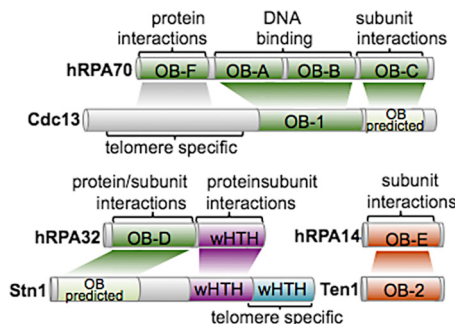 protein interactions
DNA binding
subunit interactions
hRPA70 OB-F OB-A OB-B OB-C
Cdc13 OB-1 OB predicted
telomere specific
protein/subunit interactions
proteinsubunit interactions
subunit interactions
hRPA32 OB-D wHTH
hRPA14 OB-E
Stn1 OB predicted wHTH wHTH
Ten1 OB-2
telomere specific